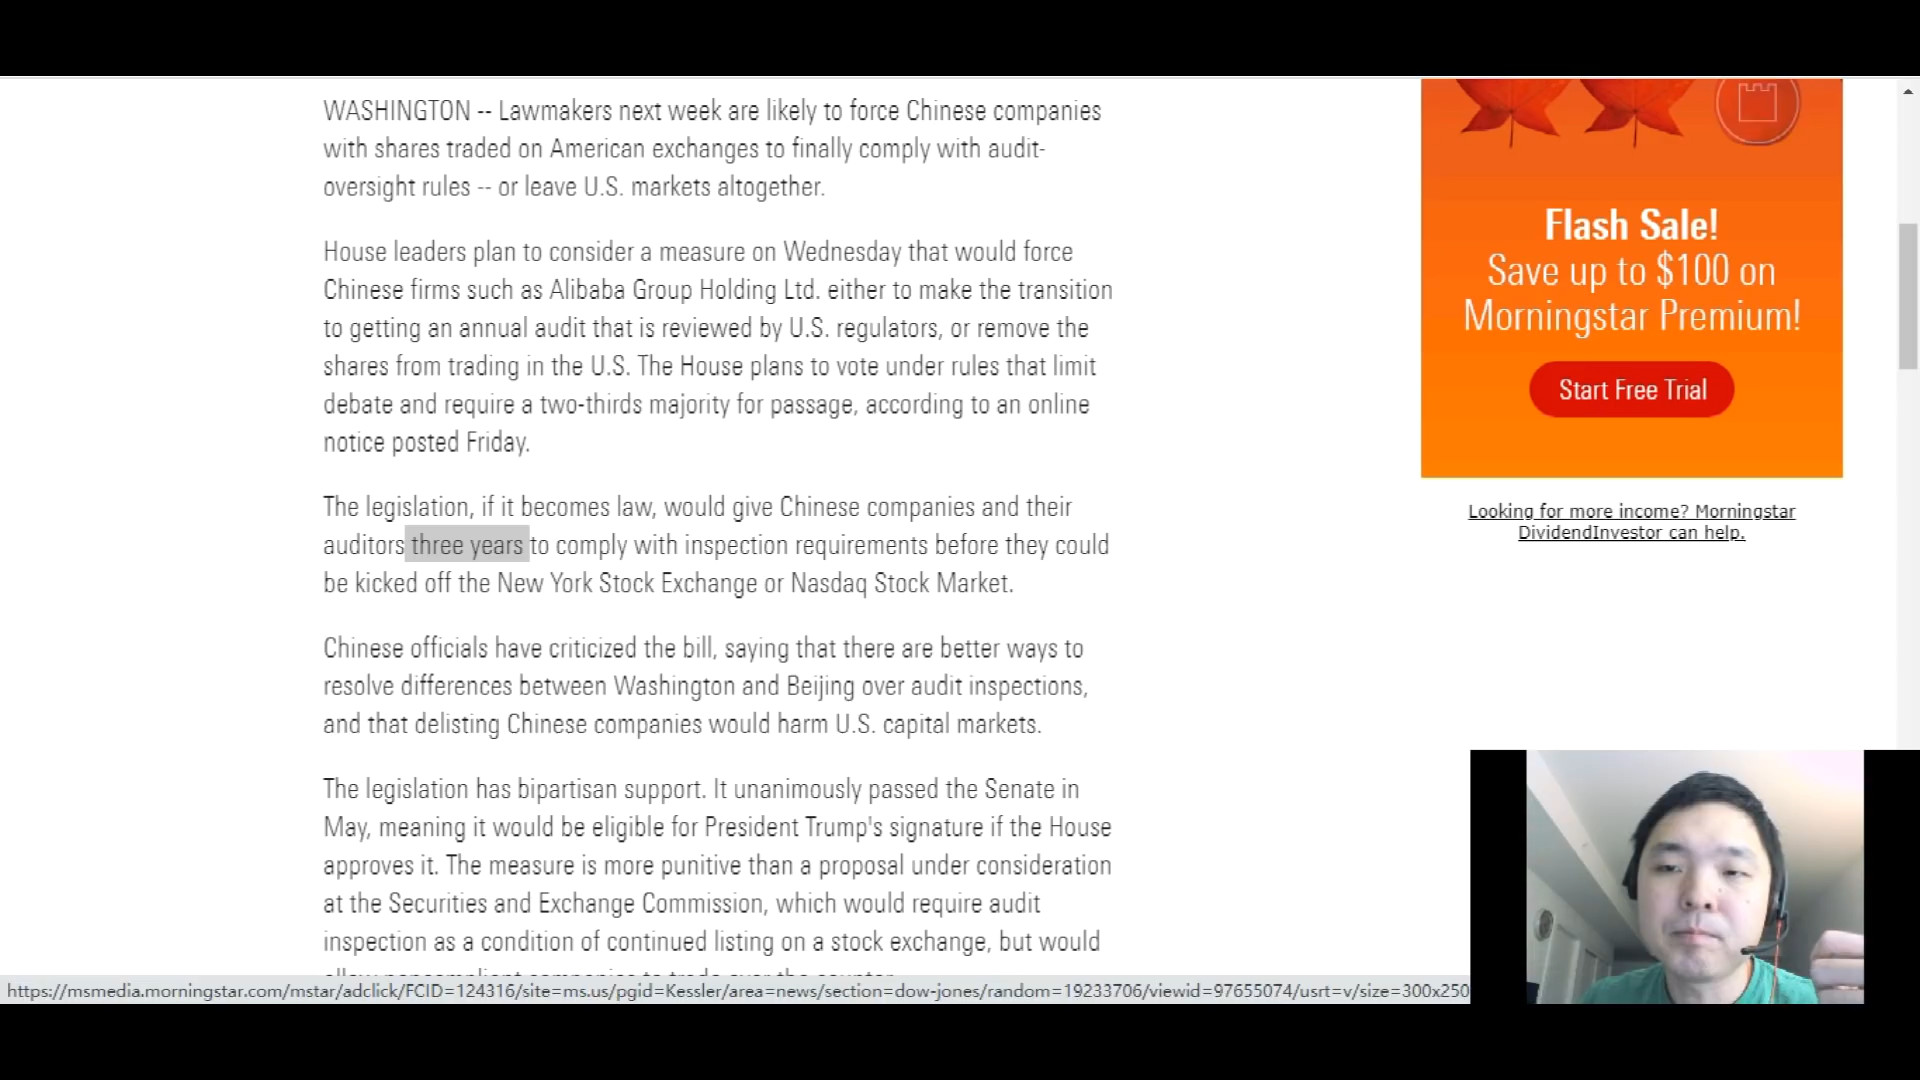 WASHINGTON -- Lawmakers next week are likely to force Chinese companies
with shares traded on American exchanges to finally comply with audit-
oversight rules -- or leave U.S. markets altogether.
House leaders plan to consider a measure on Wednesday that would force
Chinese firms such as Alibaba Group Holding Ltd. either to make the transition
to getting an annual audit that is reviewed by U.S. regulators, or remove the
shares from trading in the U.S. The House plans to vote under rules that limit
debate and require a two-thirds majority for passage, according to an online
notice posted Friday.
The legislation, if it becomes law, would give Chinese companies and their
auditors three years to comply with inspection requirements before they could
be kicked off the New York Stock Exchange or Nasdaq Stock Market.
Chinese officials have criticized the bill, saying that there are better ways to
resolve differences between Washington and Beijing over audit inspections,
and that delisting Chinese companies would harm U.S. capital markets.
The legislation has bipartisan support. It unanimously passed the Senate in
May, meaning it would be eligible for President Trump's signature if the House
approves it. The measure is more punitive than a proposal under consideration
at the Securities and Exchange Commission, which would require audit
inspection as a condition of continued listing on a stock exchange, but would
Flash Sale!
Save up to $100 on
Morningstar Premium!
Start Free Trial
Looking for more income? Morningstar
DividendInvestor can help.
https://msmedia.morningstar.com/mstar/adclick/FCID=124316/site=ms.us/pgid=Kessler/area=news/section=dow-jones/random=19233706/viewid=97655074/usrt=v/size=300x250